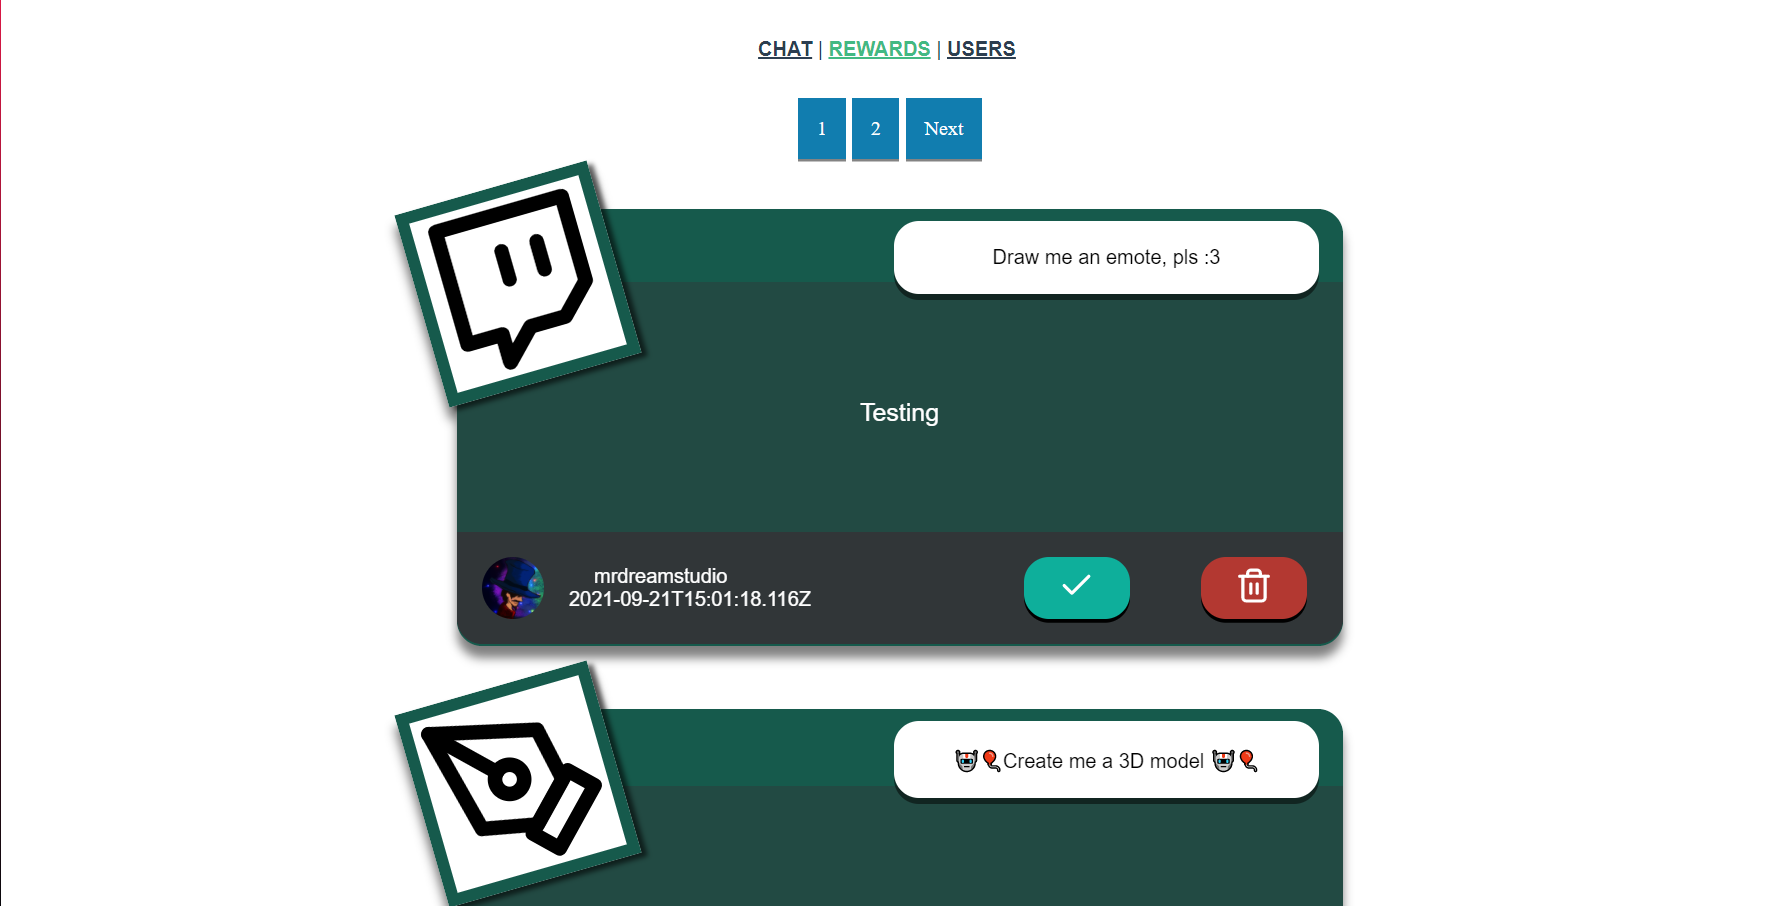 CHAT | REWARDS | USERS
1 2 Next
Draw me an emote, pls :3
Testing
mrdreamstudio
2021-09-21T15:01:18.116Z
🤖🎈Create me a 3D model 🤖🎈